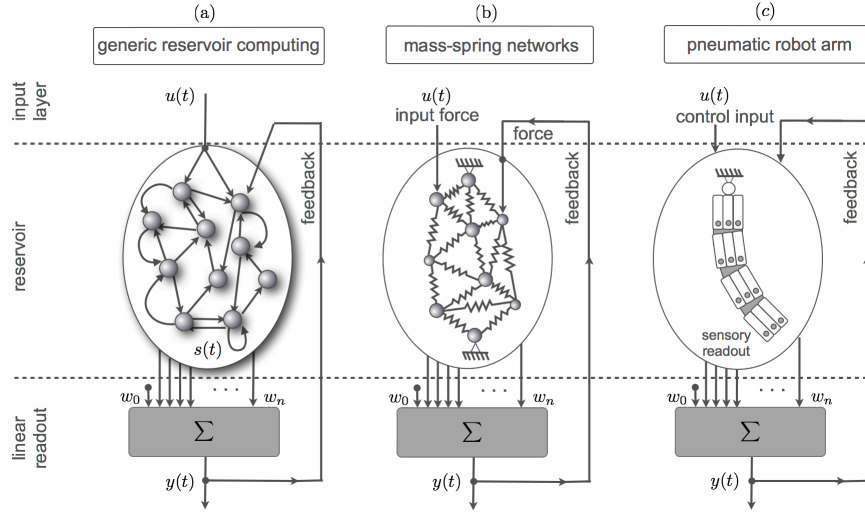 (a)
(b)
(c)
generic reservoir computing
mass-spring networks
pneumatic robot arm
input
layer
u(t)
u(t)
input force
force
u(t)
control input
reservoir
feedback
feedback
feedback
s(t)
sensory
readout
linear
readout
w₀ . . . wₙ
w₀ . . . wₙ
w₀ . . . wₙ
Σ
Σ
Σ
y(t)
y(t)
y(t)